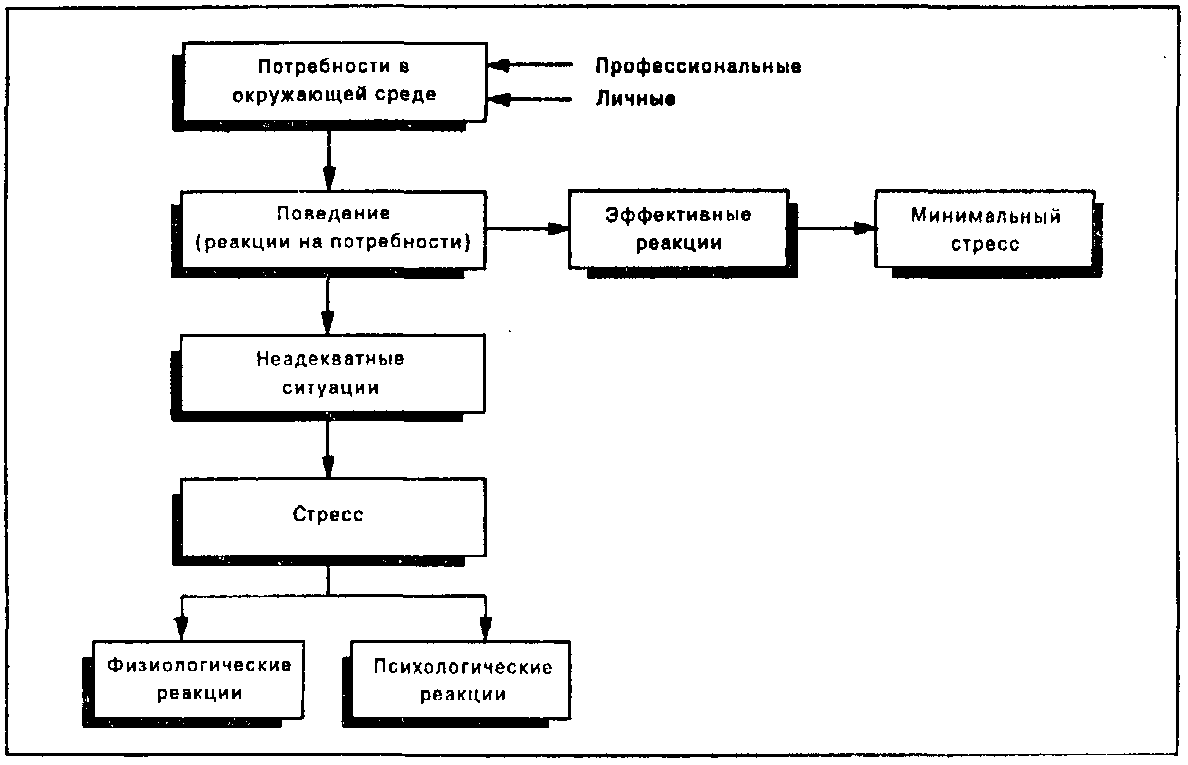 Потребности в
окружающей среде
Профессиональные
Личные
Поведение
(реакции на потребности)
Эффективные
реакции
Минимальный
стресс
Неадекватные
ситуации
Стресс
Физиологические
реакции
Психологические
реакции